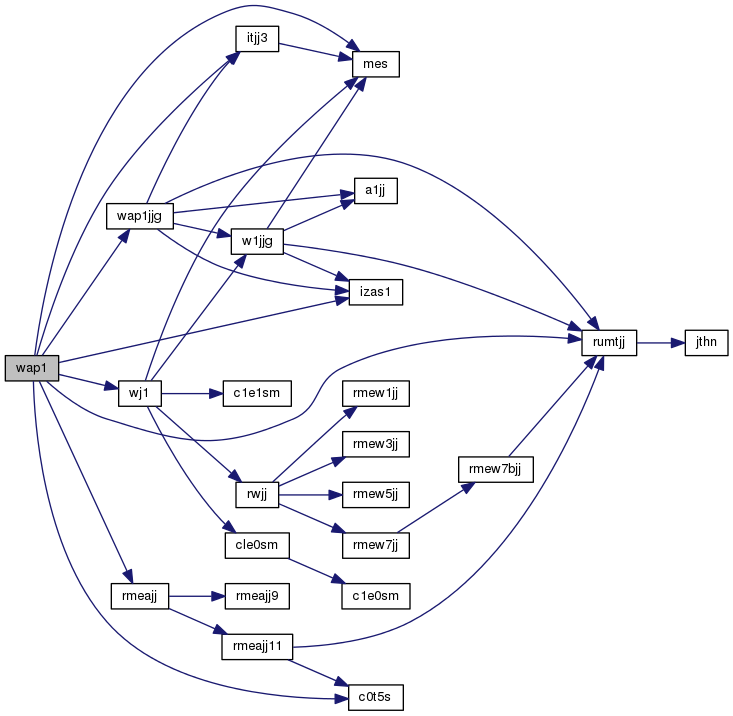 itjj3
mes
a1jj
wap1jjg
w1jjg
izas1
rumtjj
jthn
wap1
wj1
c1e1sm
rmew1jj
rmew3jj
rmew7bjj
rwjj
rmew5jj
cle0sm
rmew7jj
rmeajj
rmeajj9
c1e0sm
rmeajj11
c0t5s